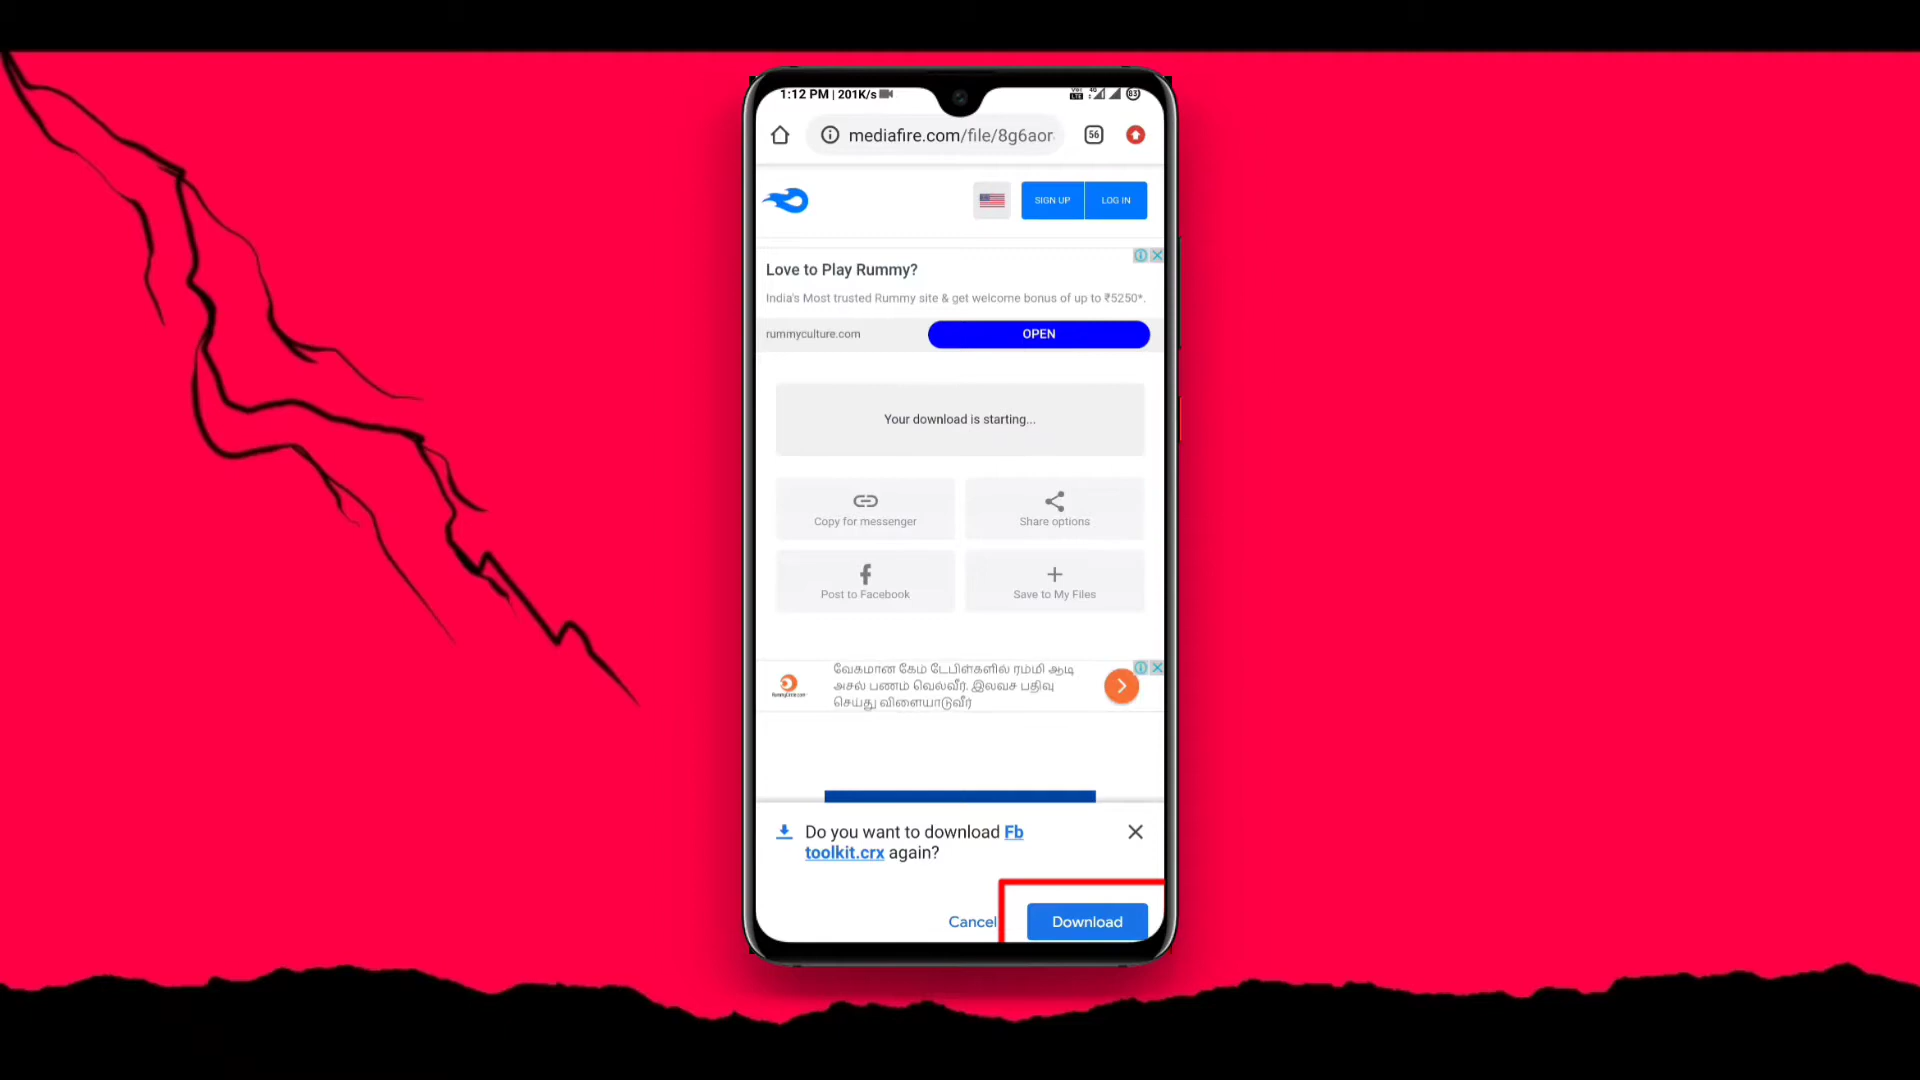 1:12 PM | 201K/s
83
mediafire.com/file/8g6aor
56
SIGN UP
LOG IN
Love to Play Rummy?
India's Most trusted Rummy site & get welcome bonus of up to ₹5250*.
rummyculture.com
OPEN
Your download is starting...
Copy for messenger
Share options
Post to Facebook
Save to My Files
வேகமான கேம் டேபிள்களில் ரம்மி ஆடி
அசல் பணம் வெல்வீர். இலவச பதிவு
செய்து விளையாடுவீர்
Do you want to download Fb
toolkit.crx again?
Cancel
Download